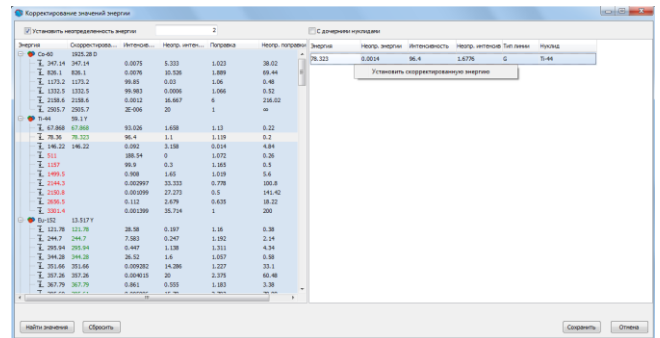 Корректирование значений энергии
Установить неопределенность энергии 2
С дочерними нуклидами
Энергия Скорректирова... Интенсив... Неопр. интен... Поправка Неопр. поправки
Co-60 1925.28 D
347.14 347.14 0.0075 5.333 1.023 38.02
826.1 826.1 0.0076 10.526 1.889 69.44
1173.2 1173.2 99.85 0.03 1.06 0.48
1332.5 1332.5 99.983 0.0006 1.066 0.52
2158.6 2158.6 0.0012 16.667 6 216.02
2505.7 2505.7 2E-006 20 1 ∞
Ti-44 59.1 Y
67.868 67.868 93.026 1.658 1.13 0.22
78.36 78.323 96.4 1.1 1.119 0.2
146.22 146.22 0.092 3.158 0.014 4.84
511 188.54 0 1.072 0.26
1157 99.9 0.3 1.165 0.5
1499.5 0.908 1.65 1.019 5.6
2144.3 0.002997 33.333 0.778 100.8
2150.8 0.001099 27.273 0.5 141.42
2656.5 0.112 2.679 0.635 18.22
3301.4 0.001399 35.714 1 200
Eu-152 13.517 Y
121.78 121.78 28.58 0.197 1.16 0.38
244.7 244.7 7.583 0.247 1.192 2.14
295.94 295.94 0.447 1.138 1.311 4.34
344.28 344.28 26.52 1.6 1.057 0.58
351.66 351.66 0.009282 14.286 1.227 33.1
357.26 357.26 0.004015 20 2.375 60.48
367.79 367.79 0.861 0.555 1.183 3.38
Энергия Неопр. энергии Интенсивность Неопр. интенсив Тип линии Нуклид
78.323 0.0014 96.4 1.6776 G Ti-44
Установить скорректированную энергию
Найти значения Сбросить Сохранить Отмена